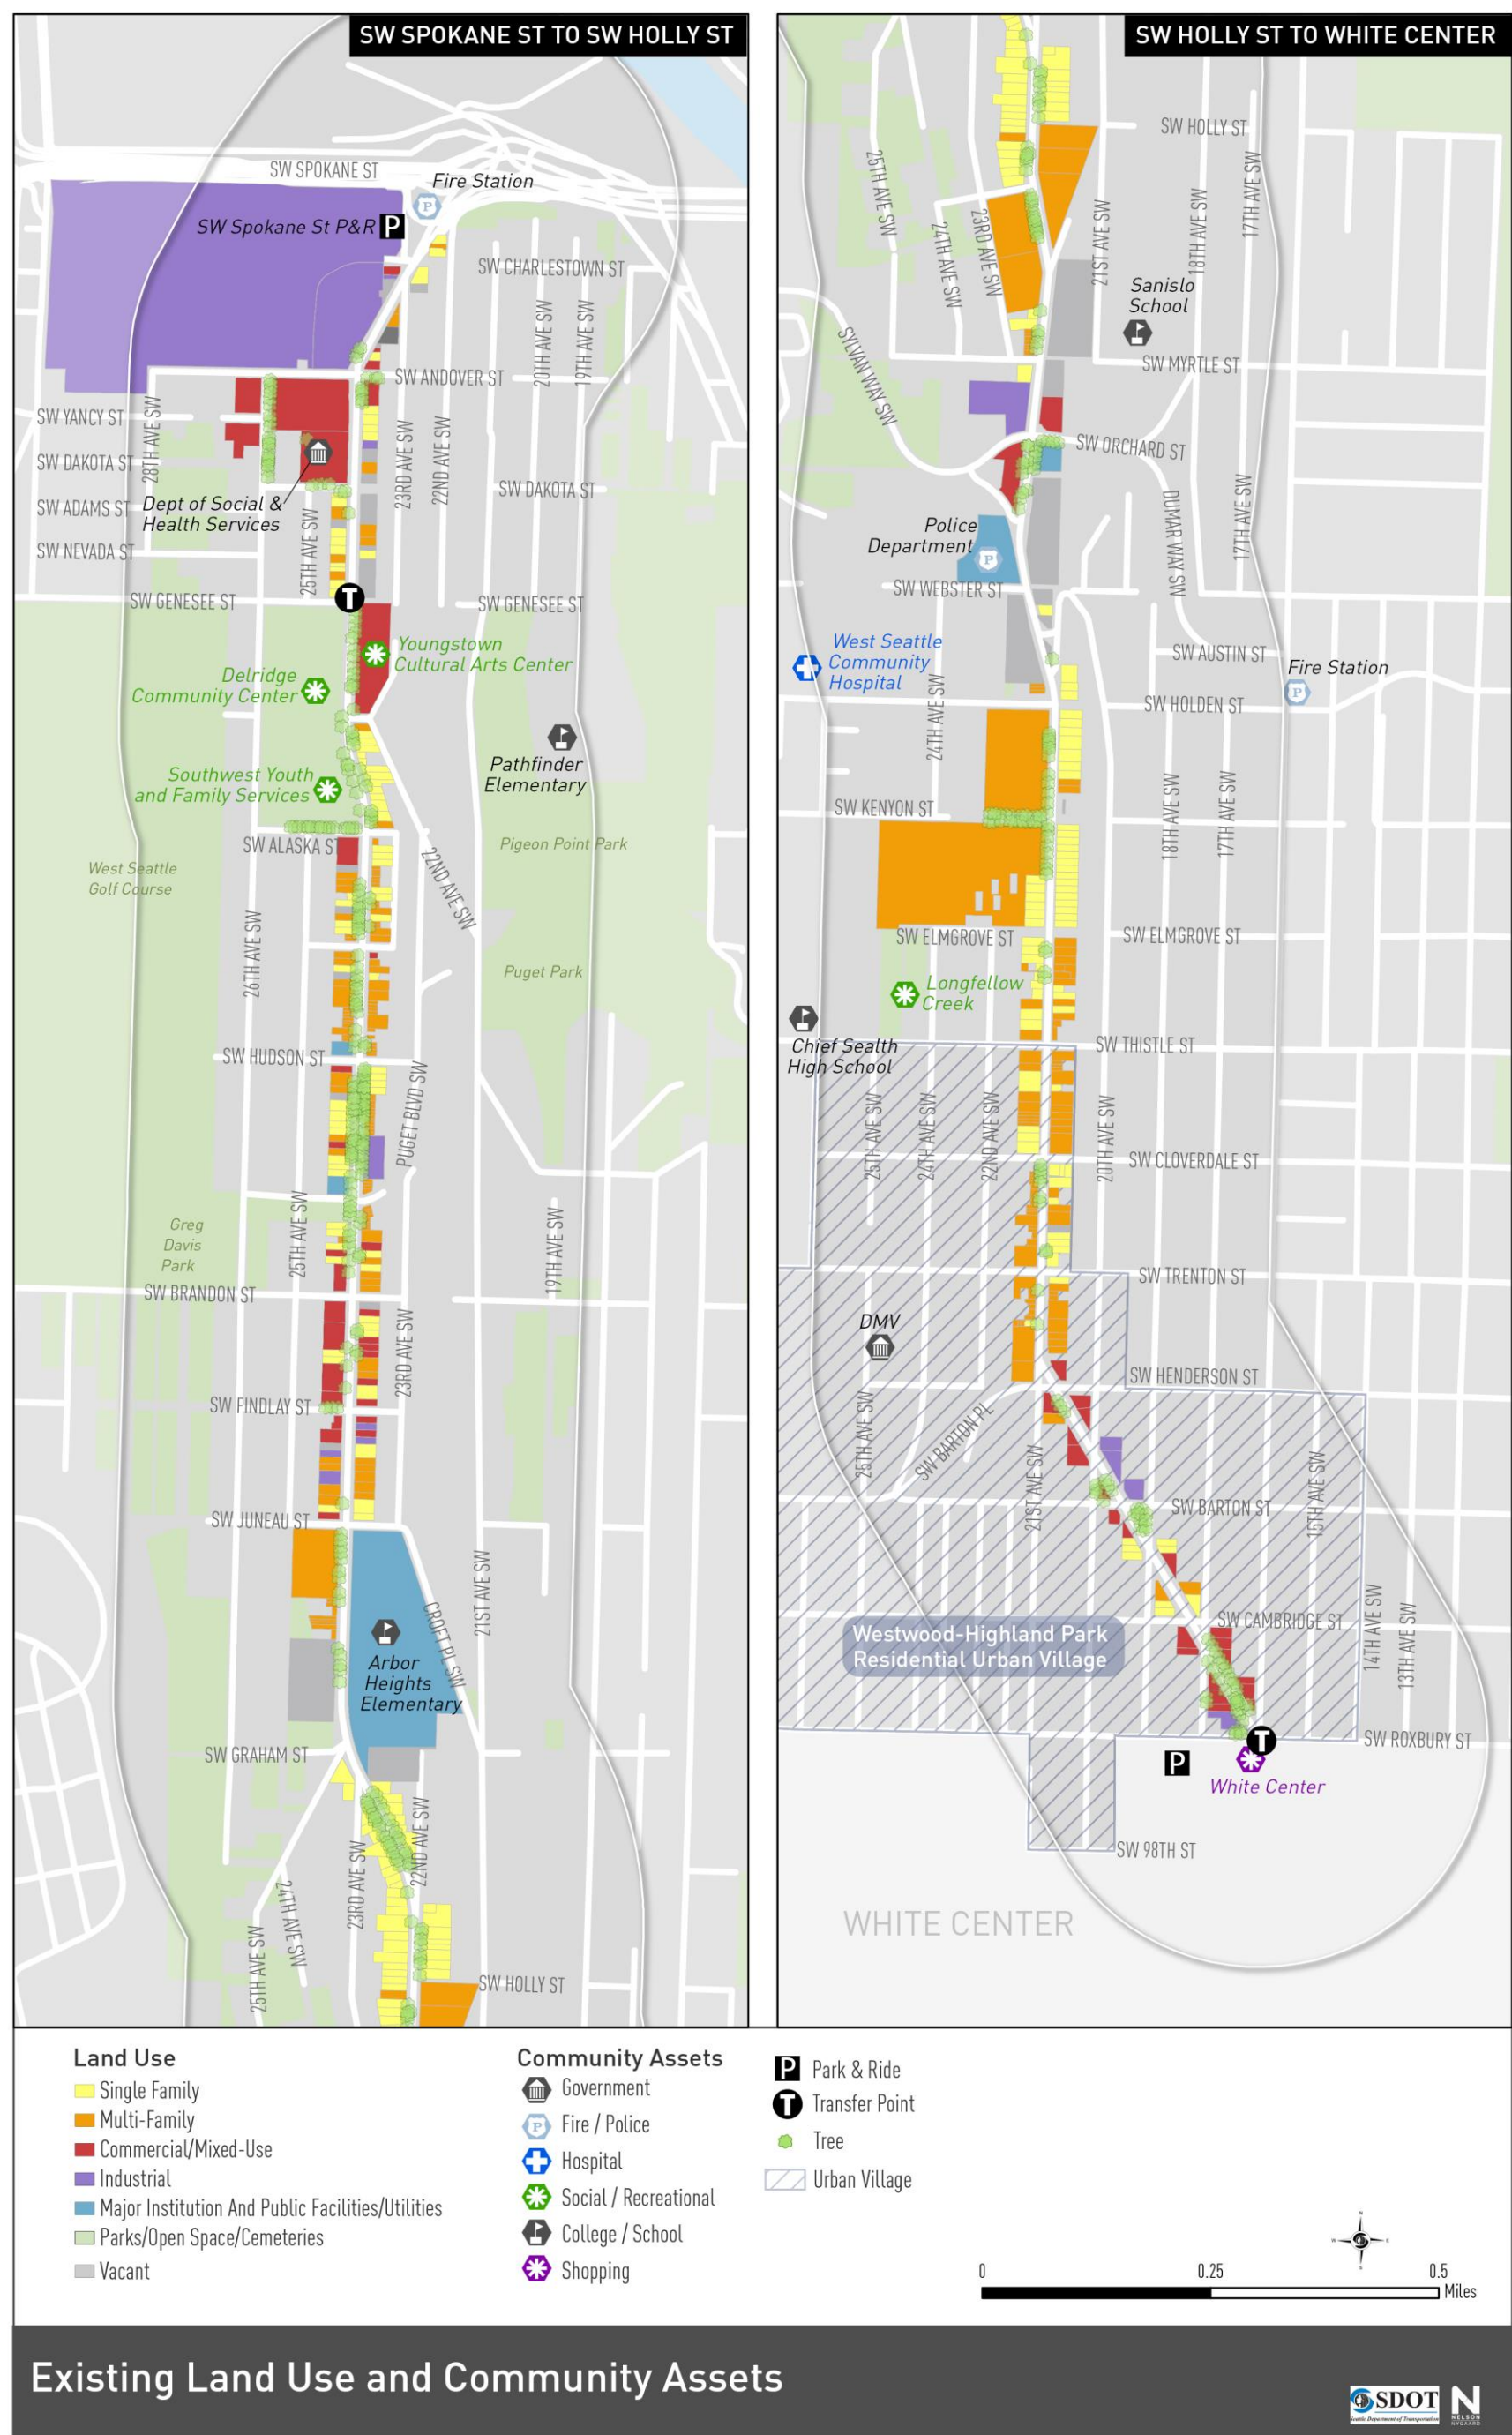 SW SPOKANE ST TO SW HOLLY ST
SW SPOKANE ST
Fire Station
P
SW Spokane St P&R P
SW CHARLESTOWN ST
20TH AVE SW
19TH AVE SW
SW ANDOVER ST
SW YANCY ST
28TH AVE SW
23RD AVE SW
22ND AVE SW
SW DAKOTA ST
SW DAKOTA ST
SW ADAMS ST
Dept of Social &
Health Services
25TH AVE SW
SW NEVADA ST
SW GENESEE ST
T
SW GENESEE ST
Youngstown
Cultural Arts Center
Delridge
Community Center
Pathfinder
Elementary
Southwest Youth
and Family Services
SW ALASKA ST
Pigeon Point Park
West Seattle
Golf Course
22ND AVE SW
26TH AVE SW
Puget Park
SW HUDSON ST
PUGET BLVD SW
Greg
Davis
Park
25TH AVE SW
19TH AVE SW
SW BRANDON ST
23RD AVE SW
SW FINDLAY ST
SW JUNEAU ST
21ST AVE SW
CROFT PL SW
Arbor
Heights
Elementary
SW GRAHAM ST
22ND AVE SW
23RD AVE SW
24TH AVE SW
25TH AVE SW
SW HOLLY ST
SW HOLLY ST TO WHITE CENTER
SW HOLLY ST
25TH AVE SW
17TH AVE SW
18TH AVE SW
21ST AVE SW
23RD AVE SW
24TH AVE SW
Sanislo
School
SYLVAN WAY SW
SW MYRTLE ST
SW ORCHARD ST
DUMAR WAY SW
17TH AVE SW
Police
Department
P
SW WEBSTER ST
West Seattle
Community
Hospital
SW AUSTIN ST
Fire Station
P
24TH AVE SW
SW HOLDEN ST
SW KENYON ST
18TH AVE SW
17TH AVE SW
SW ELMGROVE ST
SW ELMGROVE ST
Longfellow
Creek
Chief Sealth
High School
SW THISTLE ST
25TH AVE SW
24TH AVE SW
22ND AVE SW
20TH AVE SW
SW CLOVERDALE ST
SW TRENTON ST
DMV
SW HENDERSON ST
25TH AVE SW
SW BARTON PL
21ST AVE SW
SW BARTON ST
15TH AVE SW
14TH AVE SW
13TH AVE SW
SW CAMBRIDGE ST
Westwood-Highland Park
Residential Urban Village
T
SW ROXBURY ST
P
White Center
SW 98TH ST
WHITE CENTER
Land Use
Single Family
Multi-Family
Commercial/Mixed-Use
Industrial
Major Institution And Public Facilities/Utilities
Parks/Open Space/Cemeteries
Vacant
Community Assets
Government
P Fire / Police
Hospital
Social / Recreational
College / School
Shopping
P Park & Ride
T Transfer Point
Tree
Urban Village
N
W E
S
0 0.25 0.5
Miles
Existing Land Use and Community Assets
SDOT
Seattle Department of Transportation
N
NELSON
NYGAARD